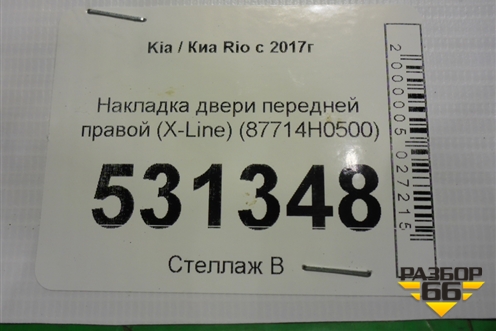 Kia / Киа Rio с 2017г
Накладка двери передней
правой (X-Line) (87714H0500)
531348
Стеллаж В
2000005027215
РАЗБОР
66